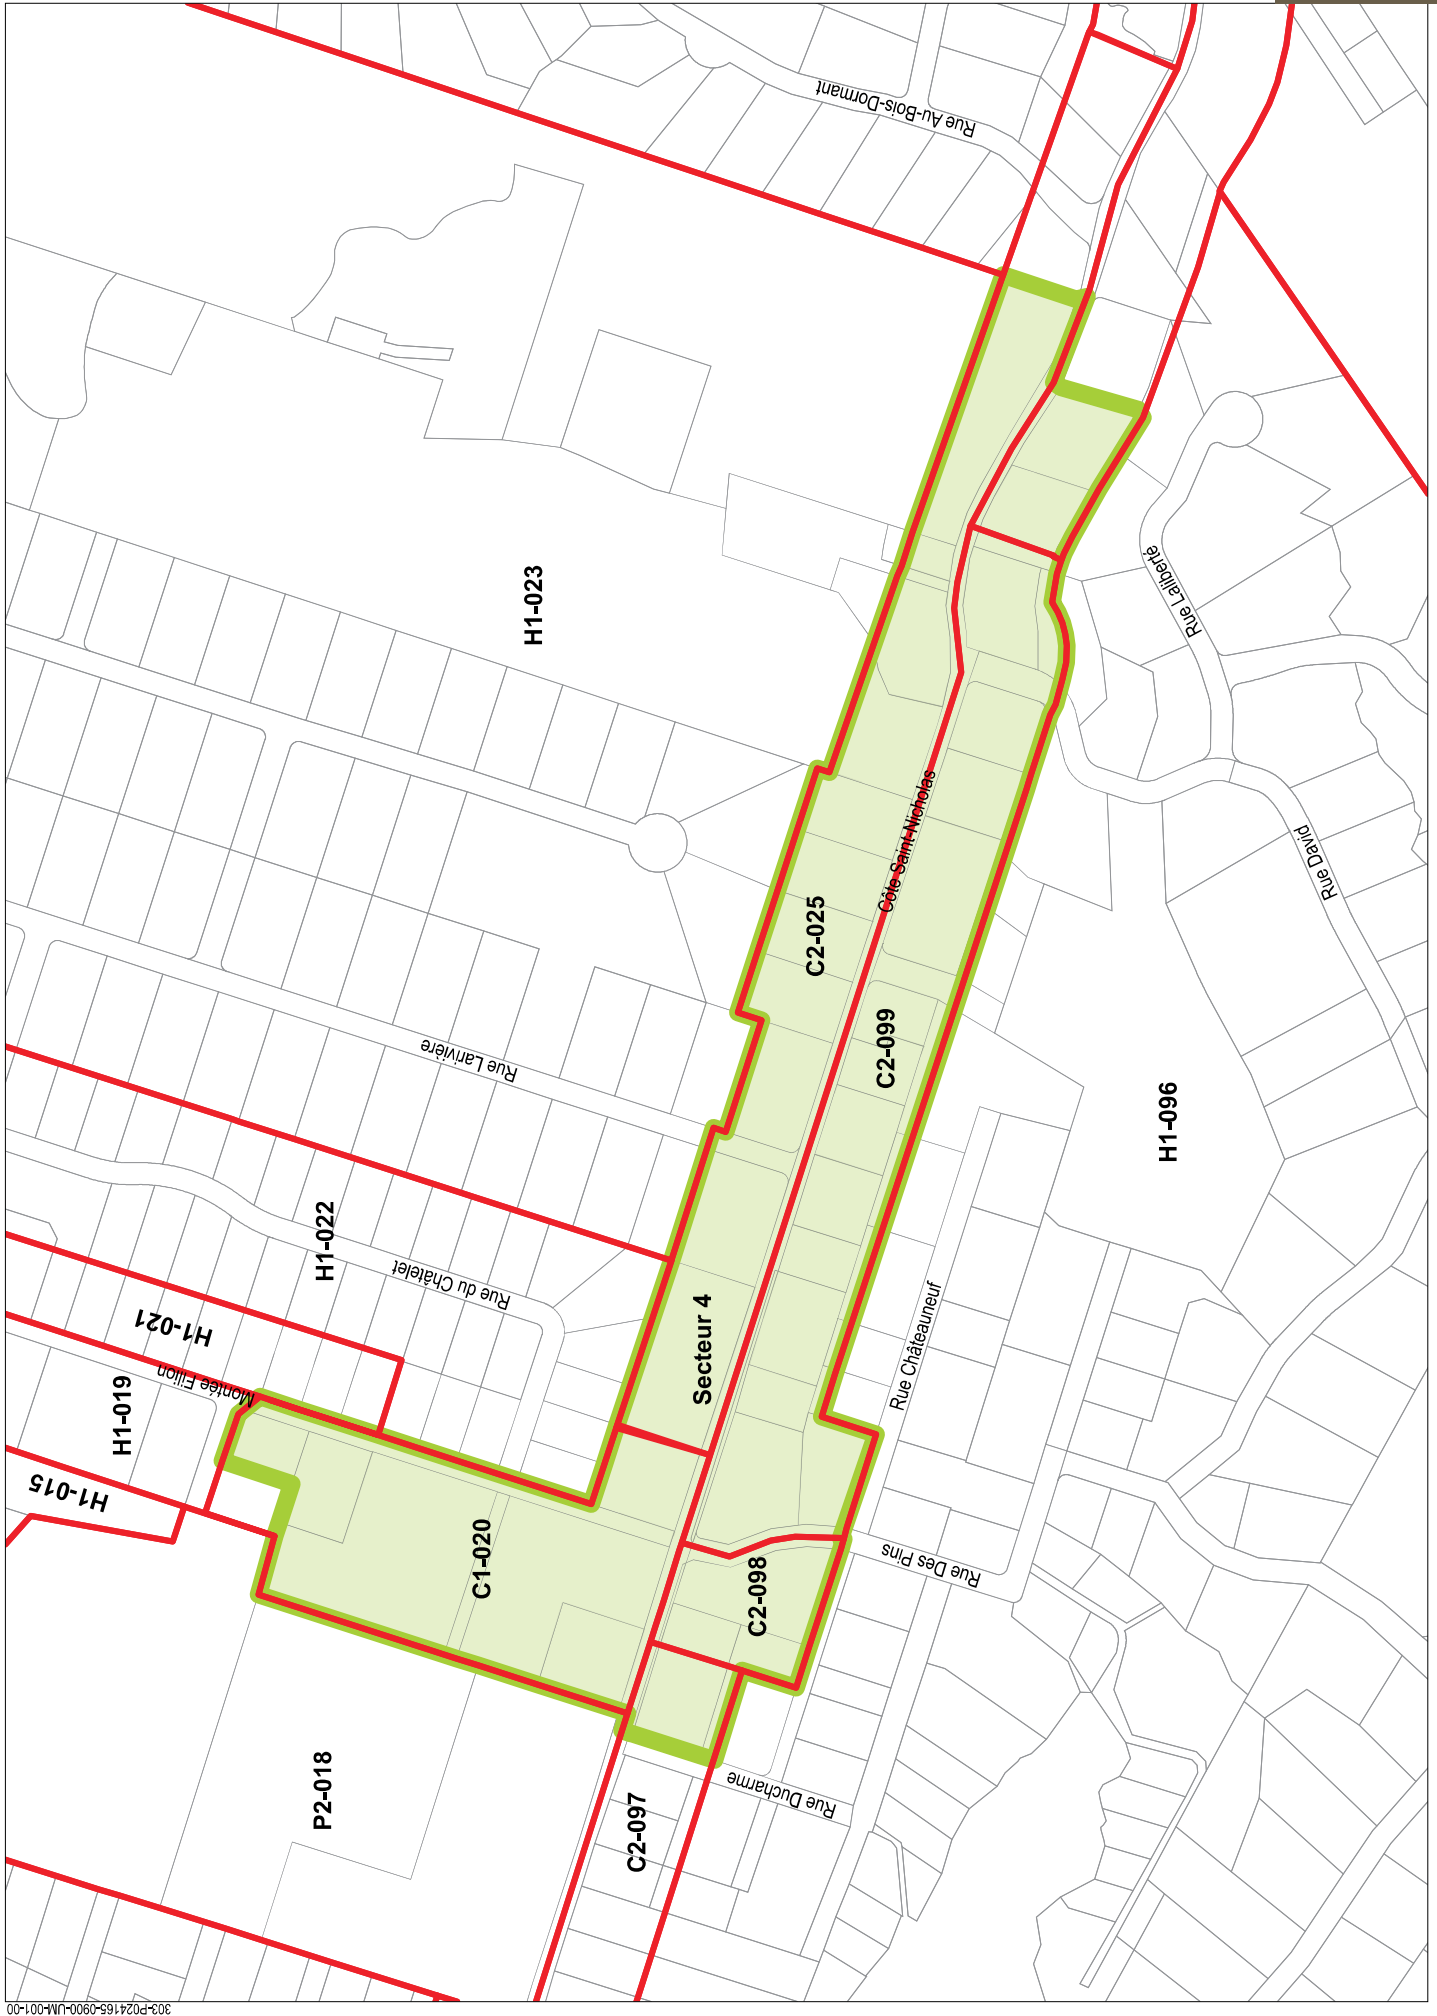 Rue Au-Bois-Dormant
H1-023
Rue Laliberté
Côte Saint-Nicholas
Rue David
C2-025
C2-099
Rue Larivière
H1-096
H1-022
Rue du Châtelet
H1-021
Montée Filion
H1-019
Secteur 4
Rue Châteauneuf
H1-015
C1-020
C2-098
Rue Des Pins
P2-018
C2-097
Rue Ducharme
303-P024165-0900-UM-001-00